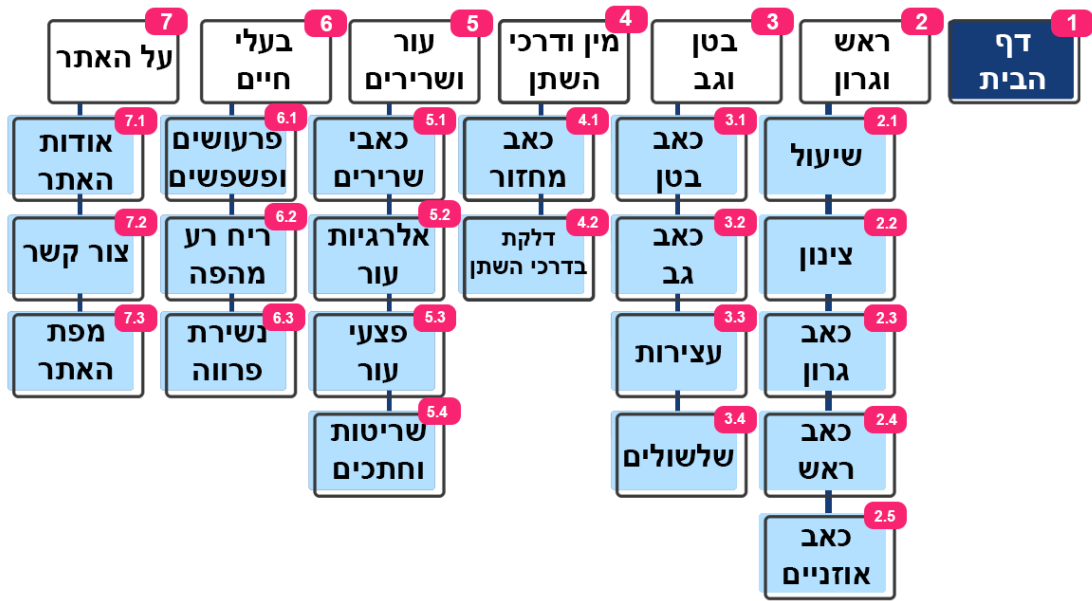 1
דף
הבית
2
ראש
וגרון
2.1
שיעול
2.2
צינון
2.3
כאב
גרון
2.4
כאב
ראש
2.5
כאב
אוזניים
3
בטן
וגב
3.1
כאב
בטן
3.2
כאב
גב
3.3
עצירות
3.4
שלשולים
4
מין ודרכי
השתן
4.1
כאב
מחזור
4.2
דלקת
בדרכי השתן
5
עור
ושרירים
5.1
כאבי
שרירים
5.2
אלרגיות
עור
5.3
פצעי
עור
5.4
שריטות
וחתכים
6
בעלי
חיים
6.1
פרעושים
ופשפשים
6.2
ריח רע
מהפה
6.3
נשירת
פרווה
7
על האתר
7.1
אודות
האתר
7.2
צור קשר
7.3
מפת
האתר